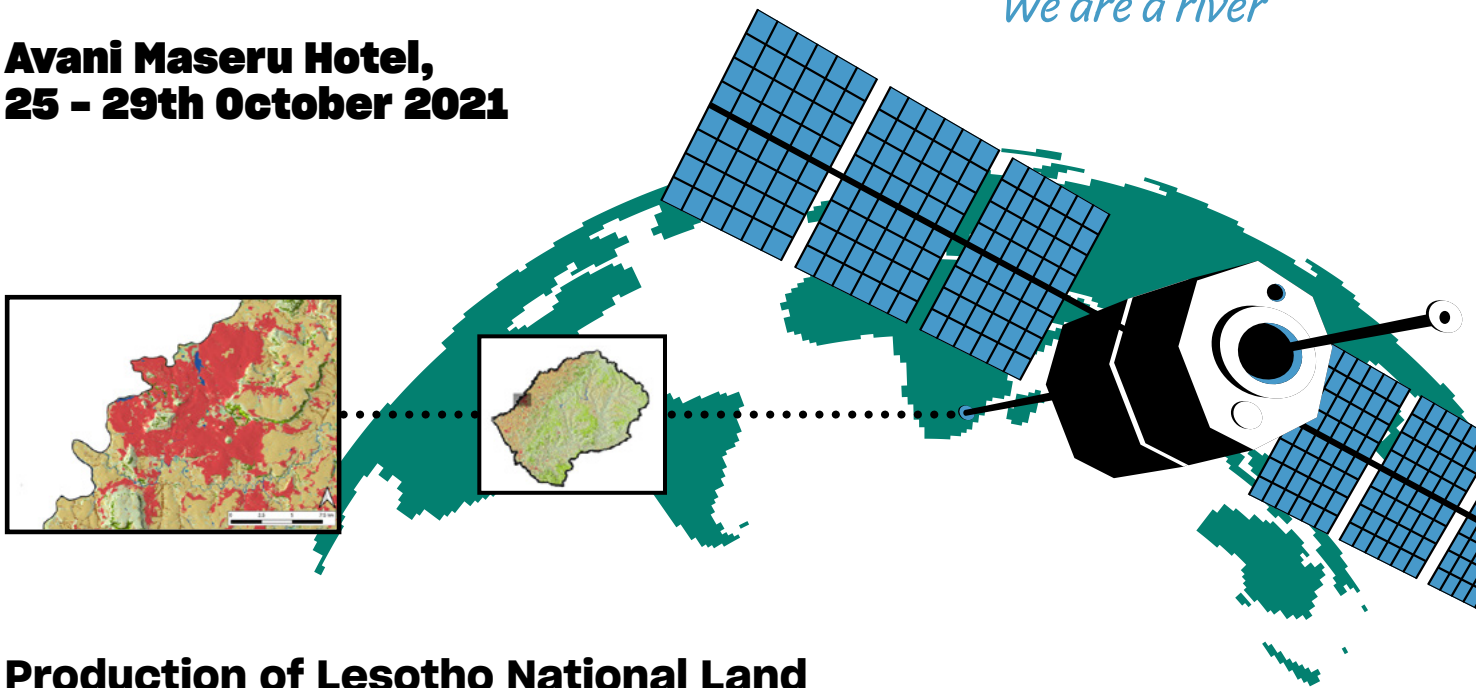 We are a river
Avani Maseru Hotel,
25 – 29th October 2021
Production of Lesotho National Land